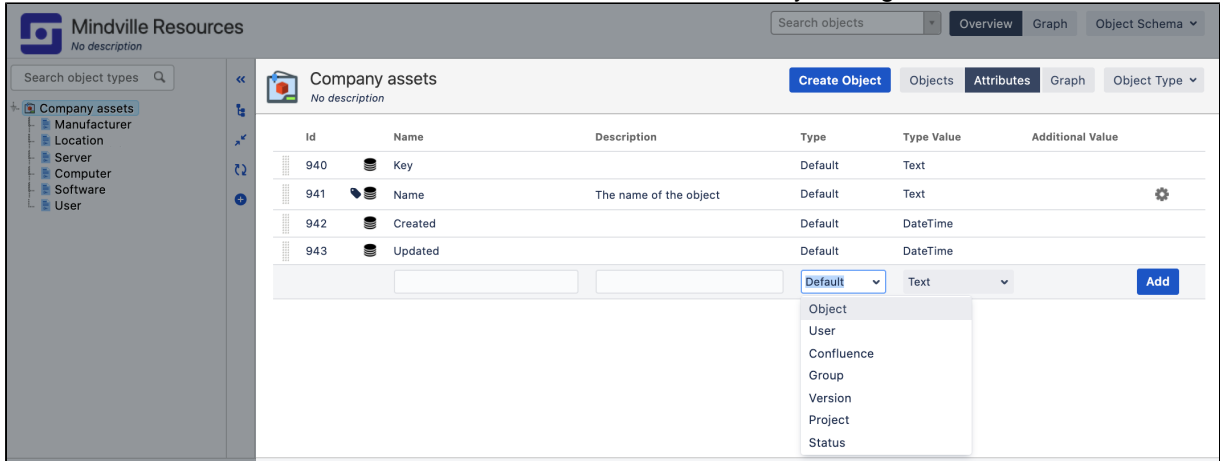 Mindville Resources
No description
Search objects
Overview Graph Object Schema
Search object types
Company assets
Manufacturer
Location
Server
Computer
Software
User
Company assets
No description
Create Object Objects Attributes Graph Object Type
Id Name Description Type Type Value Additional Value
940 Key Default Text
941 Name The name of the object Default Text
942 Created Default DateTime
943 Updated Default DateTime
Default Text Add
Object
User
Confluence
Group
Version
Project
Status